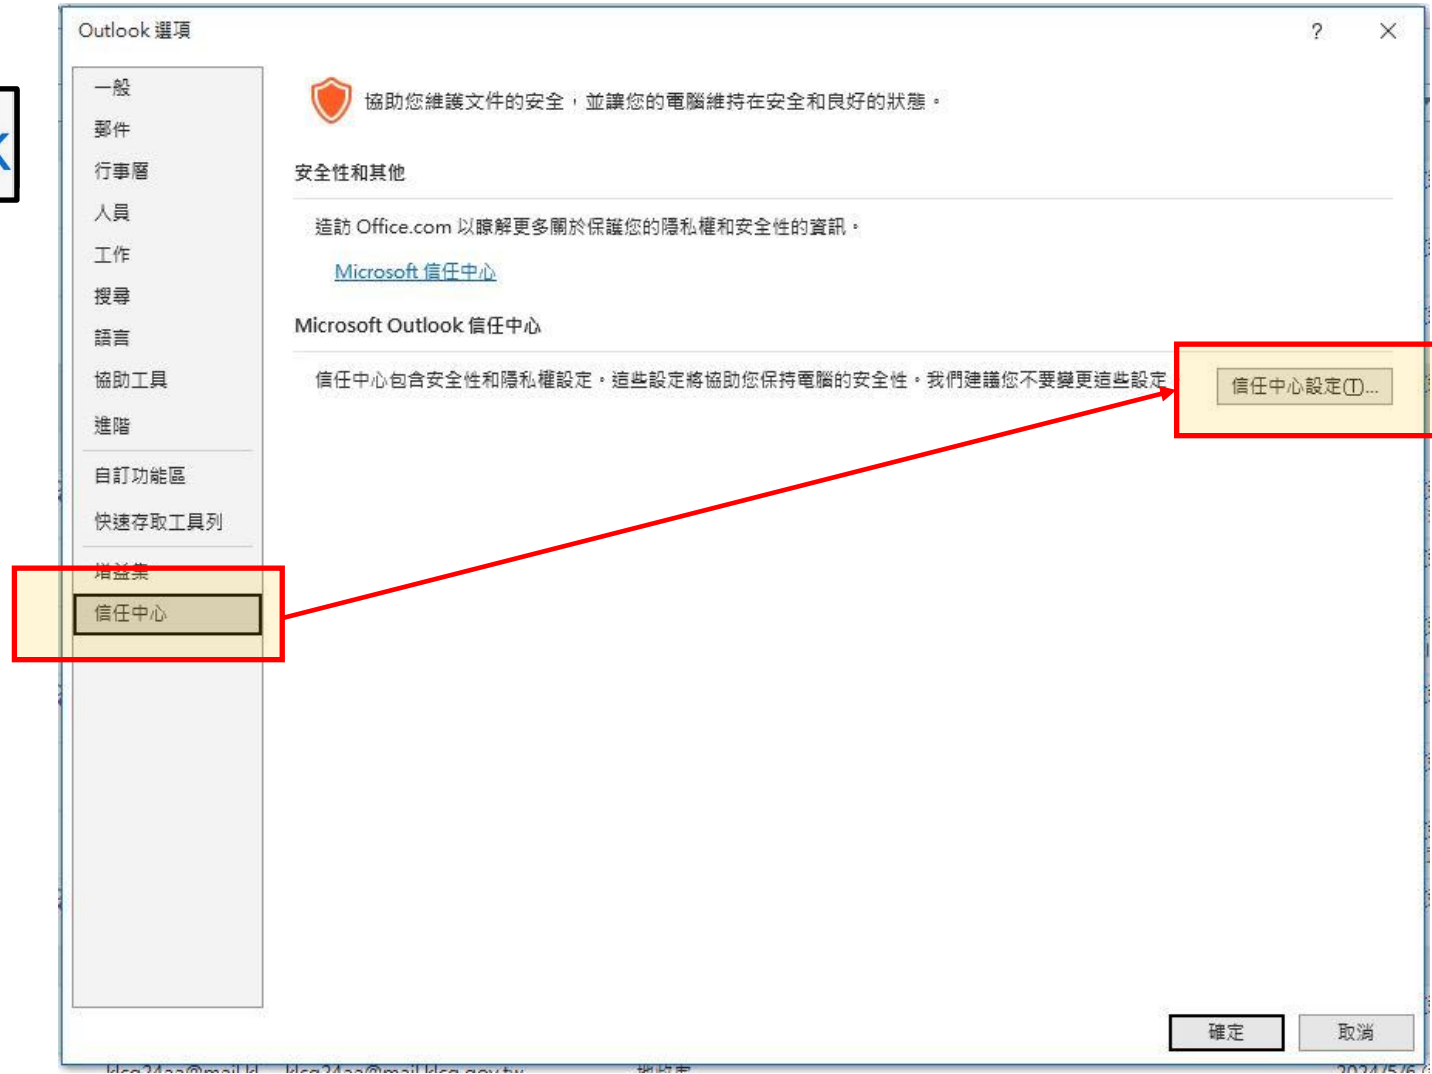 Outlook 選項
?
一般
郵件
行事曆
人員
工作
搜尋
語言
協助工具
進階
自訂功能區
快速存取工具列
增益集
信任中心
協助您維護文件的安全，並讓您的電腦維持在安全和良好的狀態。
安全性和其他
造訪 Office.com 以瞭解更多關於保護您的隱私權和安全性的資訊。
Microsoft 信任中心
Microsoft Outlook 信任中心
信任中心包含安全性和隱私權設定。這些設定將協助您保持電腦的安全性。我們建議您不要變更這些設定
信任中心設定(T)...
確定
取消